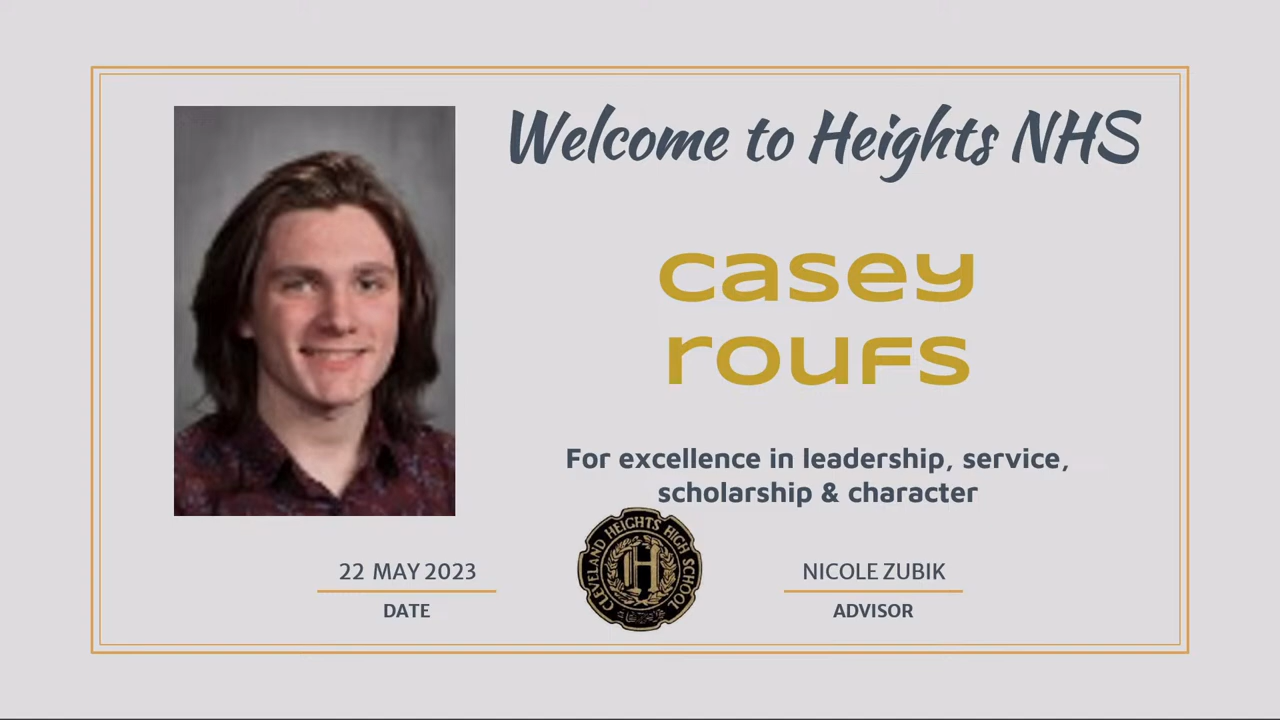 Welcome to Heights NHS
casey
roufs
For excellence in leadership, service,
scholarship & character
CLEVELAND HEIGHTS HIGH SCHOOL
H
22 MAY 2023
NICOLE ZUBIK
DATE
ADVISOR